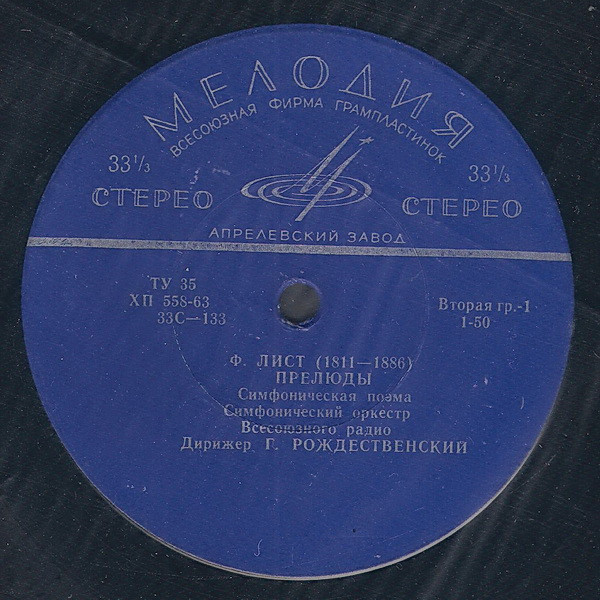 МЕЛОДИЯ
ВСЕСОЮЗНАЯ ФИРМА ГРАМПЛАСТИНОК
33⅓ 33⅓
СТЕРЕО СТЕРЕО
АПРЕЛЕВСКИЙ ЗАВОД
ТУ 35
ХП 558-63
33С—133
Вторая гр.-1
1-50
Ф. ЛИСТ (1811—1886)
ПРЕЛЮДЫ
Симфоническая поэма
Симфонический оркестр
Всесоюзного радио
Дирижер Г. РОЖДЕСТВЕНСКИЙ